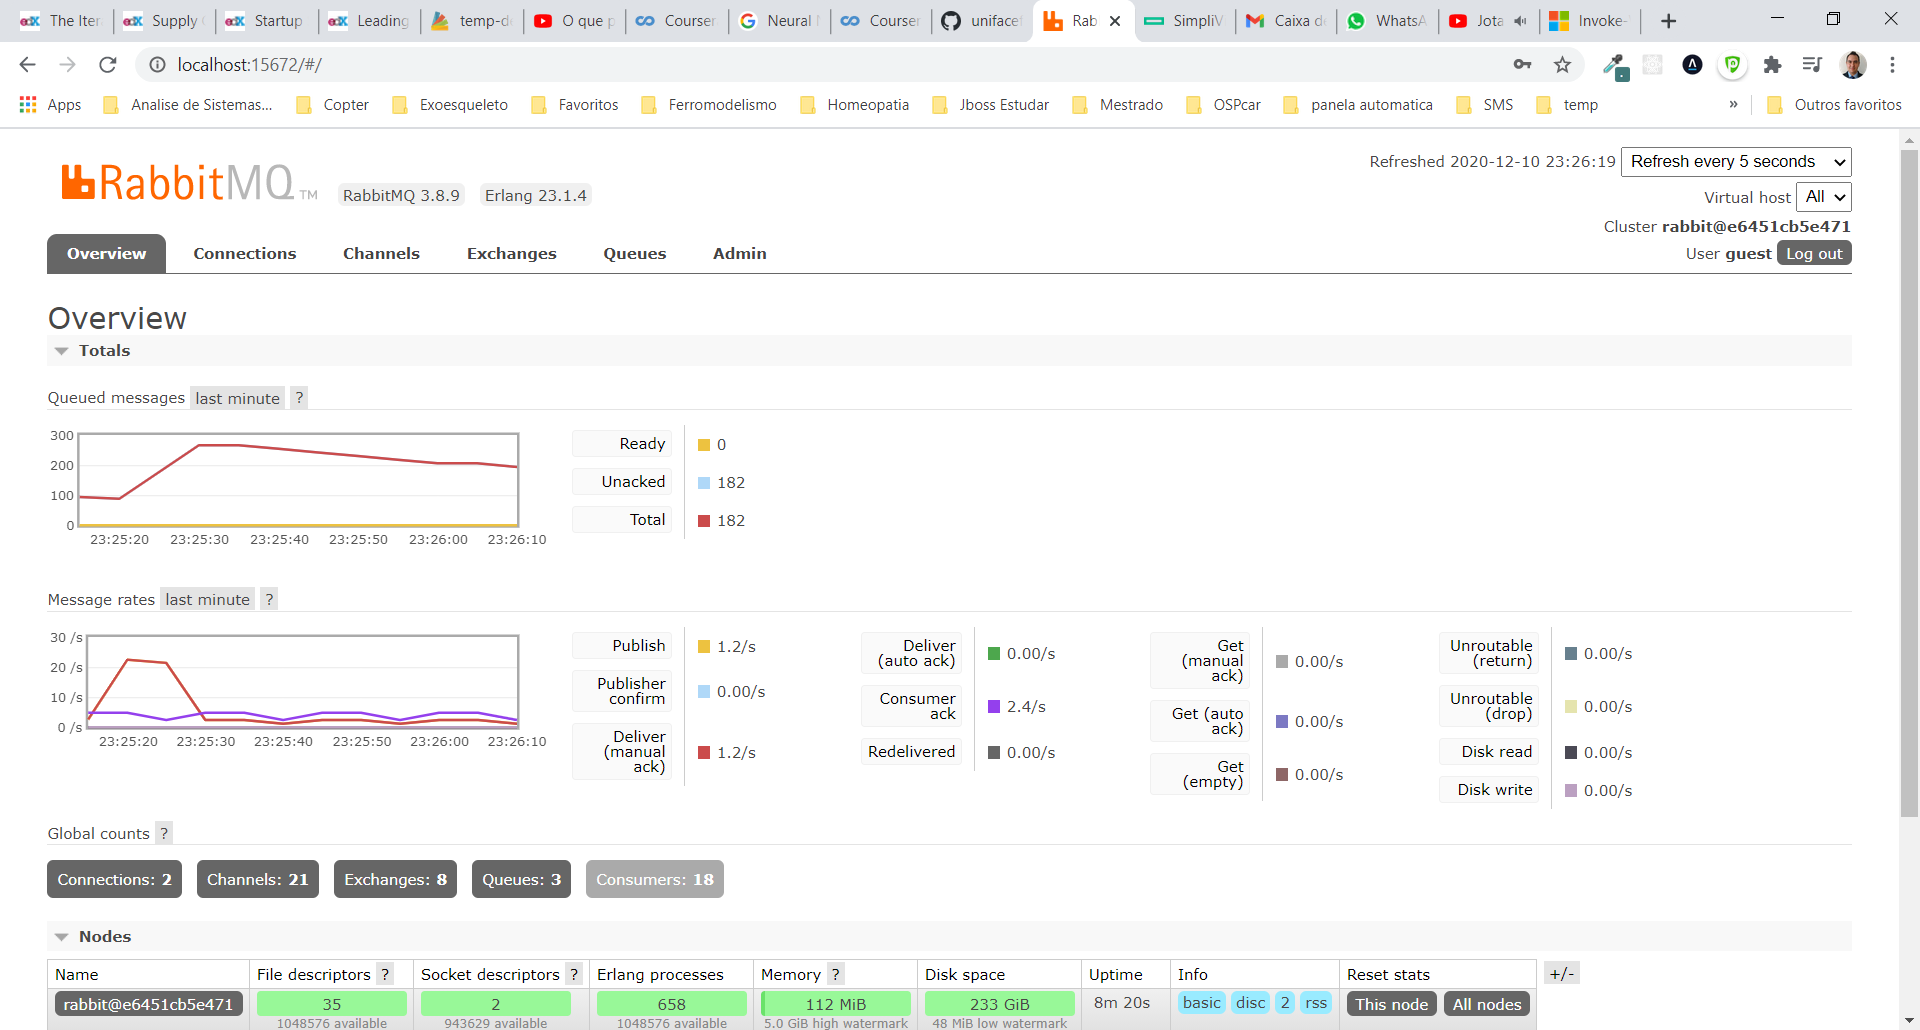 The Iter
Supply
Startup
Leading
temp-d
O que p
Courser
Neural
Courser
uniface
Rab
SimpliV
Caixa d
WhatsA
Jota
Invoke-
localhost:15672/#/
Apps
Analise de Sistemas...
Copter
Exoesqueleto
Favoritos
Ferromodelismo
Homeopatia
Jboss Estudar
Mestrado
OSPcar
panela automatica
SMS
temp
»
Outros favoritos
RabbitMQ TM
RabbitMQ 3.8.9
Erlang 23.1.4
Refreshed 2020-12-10 23:26:19
Refresh every 5 seconds
Virtual host
All
Cluster rabbit@e6451cb5e471
User guest
Log out
Overview
Connections
Channels
Exchanges
Queues
Admin
Overview
Totals
Queued messages last minute ?
300
200
100
0
23:25:20 23:25:30 23:25:40 23:25:50 23:26:00 23:26:10
Ready 0
Unacked 182
Total 182
Message rates last minute ?
30 /s
20 /s
10 /s
0 /s
23:25:20 23:25:30 23:25:40 23:25:50 23:26:00 23:26:10
Publish 1.2/s
Publisher
confirm 0.00/s
Deliver
(manual 1.2/s
ack)
Deliver
(auto ack) 0.00/s
Consumer
ack 2.4/s
Redelivered 0.00/s
Get
(manual 0.00/s
ack)
Get (auto
ack) 0.00/s
Get
(empty) 0.00/s
Unroutable
(return) 0.00/s
Unroutable
(drop) 0.00/s
Disk read 0.00/s
Disk write 0.00/s
Global counts ?
Connections: 2
Channels: 21
Exchanges: 8
Queues: 3
Consumers: 18
Nodes
Name File descriptors ? Socket descriptors ? Erlang processes Memory ? Disk space Uptime Info Reset stats +/-
rabbit@e6451cb5e471 35 2 658 112 MiB 233 GiB 8m 20s basic disc 2 rss This node All nodes
1048576 available 943629 available 1048576 available 5.0 GiB high watermark 48 MiB low watermark